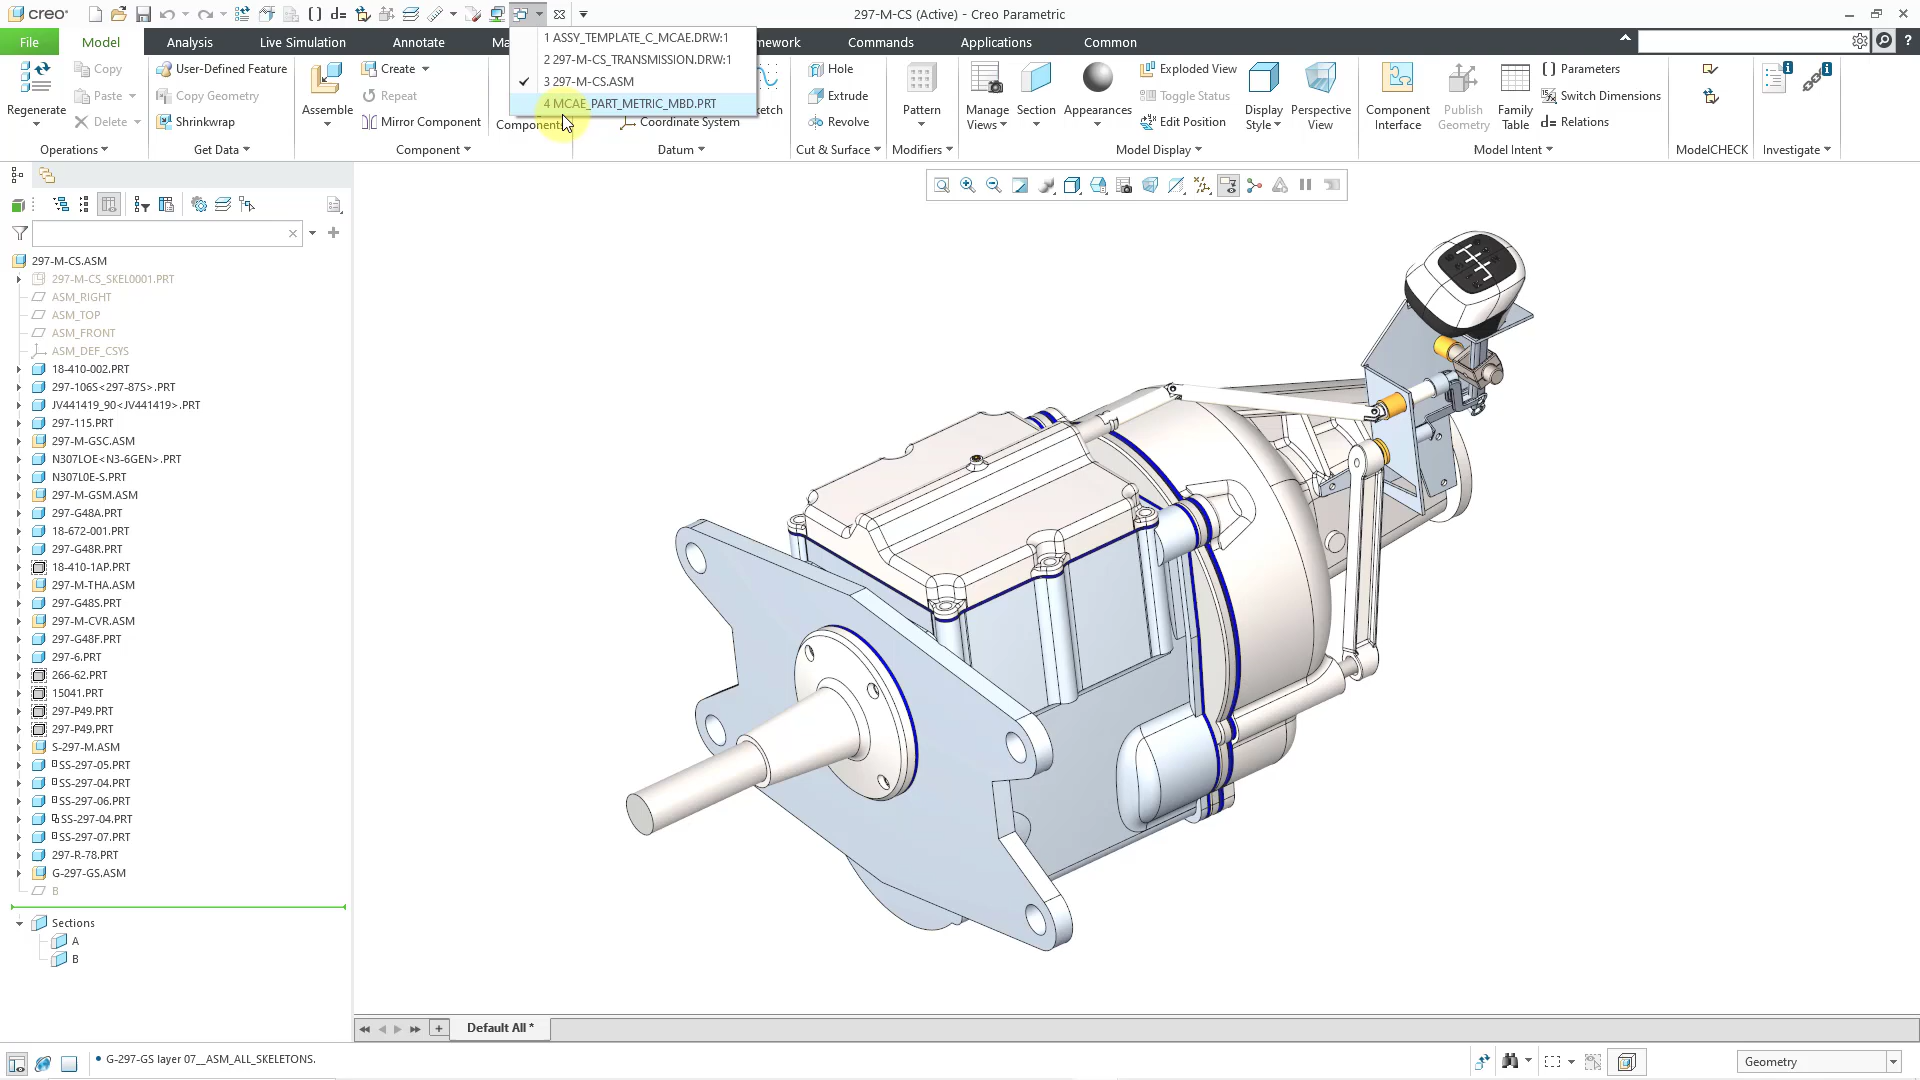 creo
297-M-CS (Active) - Creo Parametric
File
Model
Analysis
Live Simulation
Annotate
Ma
mework
Commands
Applications
Common
1 ASSY_TEMPLATE_C_MCAE.DRW:1
2 297-M-CS_TRANSMISSION.DRW:1
3 297-M-CS.ASM
4 MCAE_PART_METRIC_MBD.PRT
Regenerate
Copy
Paste
Delete
Operations
User-Defined Feature
Copy Geometry
Shrinkwrap
Get Data
Assemble
Create
Repeat
Mirror Component
Component
Component
Coordinate System
etch
Datum
Hole
Extrude
Revolve
Cut & Surface
Pattern
Modifiers
Manage
Views
Section
Appearances
Exploded View
Toggle Status
Edit Position
Display
Style
Perspective
View
Model Display
Component
Interface
Publish
Geometry
Family
Table
Parameters
Switch Dimensions
d= Relations
Model Intent
ModelCHECK
Investigate
297-M-CS.ASM
297-M-CS_SKEL0001.PRT
ASM_RIGHT
ASM_TOP
ASM_FRONT
ASM_DEF_CSYS
18-410-002.PRT
297-106S<297-87S>.PRT
JV441419_90<JV441419>.PRT
297-115.PRT
297-M-GSC.ASM
N307LOE<N3-6GEN>.PRT
N307L0E-S.PRT
297-M-GSM.ASM
297-G48A.PRT
18-672-001.PRT
297-G48R.PRT
18-410-1AP.PRT
297-M-THA.ASM
297-G48S.PRT
297-M-CVR.ASM
297-G48F.PRT
297-6.PRT
266-62.PRT
15041.PRT
297-P49.PRT
297-P49.PRT
S-297-M.ASM
SS-297-05.PRT
SS-297-04.PRT
SS-297-06.PRT
SS-297-04.PRT
SS-297-07.PRT
297-R-78.PRT
G-297-GS.ASM
B
Sections
A
B
Default All *
• G-297-GS layer 07__ASM_ALL_SKELETONS.
Geometry